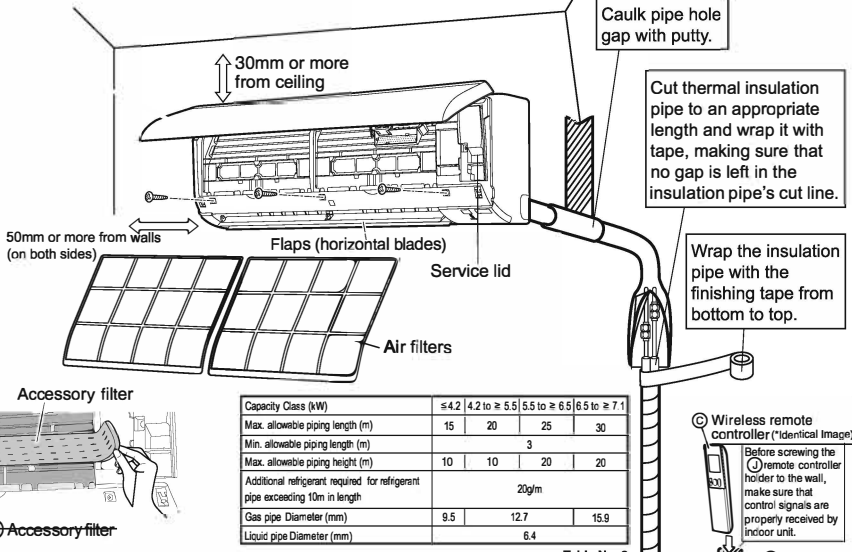 Caulk pipe hole
gap with putty.
30mm or more
from ceiling
Cut thermal insulation
pipe to an appropriate
length and wrap it with
tape, making sure that
no gap is left in the
insulation pipe's cut line.
50mm or more from walls
(on both sides)
Flaps (horizontal blades)
Service lid
Wrap the insulation
pipe with the
finishing tape from
bottom to top.
Air filters
Accessory filter
Capacity Class (kW) ≤4.2 4.2 to ≥ 5.5 5.5 to ≥ 6.5 6.5 to ≥ 7.1
Max. allowable piping length (m) 15 20 25 30
Min. allowable piping length (m) 3
Max. allowable piping height (m) 10 10 20 20
Additional refrigerant required for refrigerant
pipe exceeding 10m in length 20g/m
Gas pipe Diameter (mm) 9.5 12.7 15.9
Liquid pipe Diameter (mm) 6.4
Ⓒ Wireless remote
controller (*Identical Image)
Before screwing the
Ⓙ remote controller
holder to the wall,
make sure that
control signals are
properly received by
indoor unit.
Accessory filter